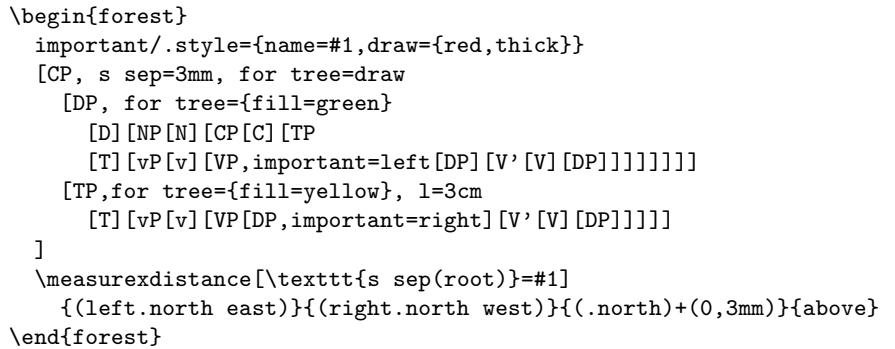 \begin{forest}
important/.style={name=#1,draw={red,thick}}
[CP, s sep=3mm, for tree=draw
[DP, for tree={fill=green}
[D][NP[N][CP[C][TP
[T][vP[v][VP,important=left[DP][V'[V][DP]]]]]]]]
[TP,for tree={fill=yellow}, l=3cm
[T][vP[v][VP[DP,important=right][V'[V][DP]]]]]
]
\measurexdistance[\texttt{s sep(root)}=#1]
{(left.north east)}{(right.north west)}{(.north)+(0,3mm)}{above}
\end{forest}